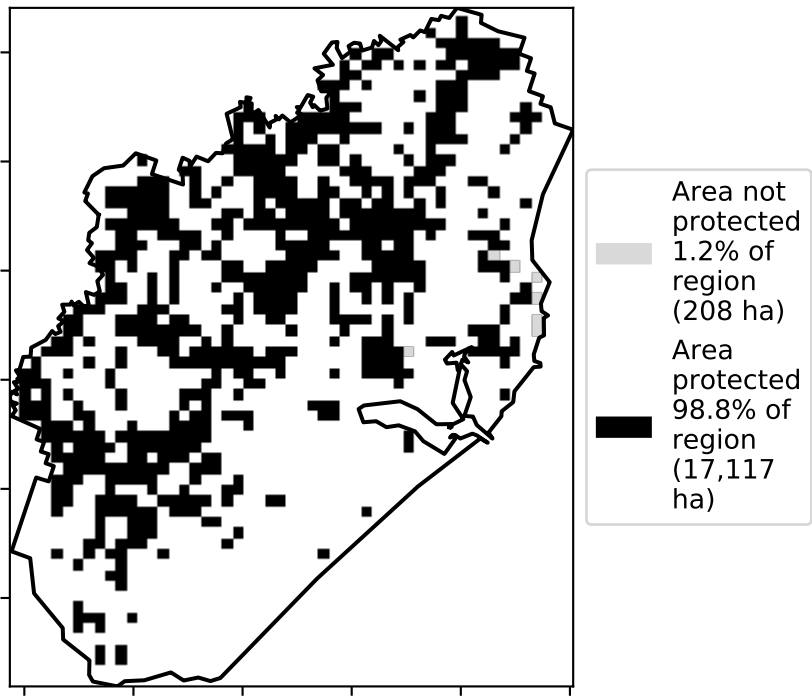 Area not
protected
1.2% of
region
(208 ha)
Area
protected
98.8% of
region
(17,117
ha)